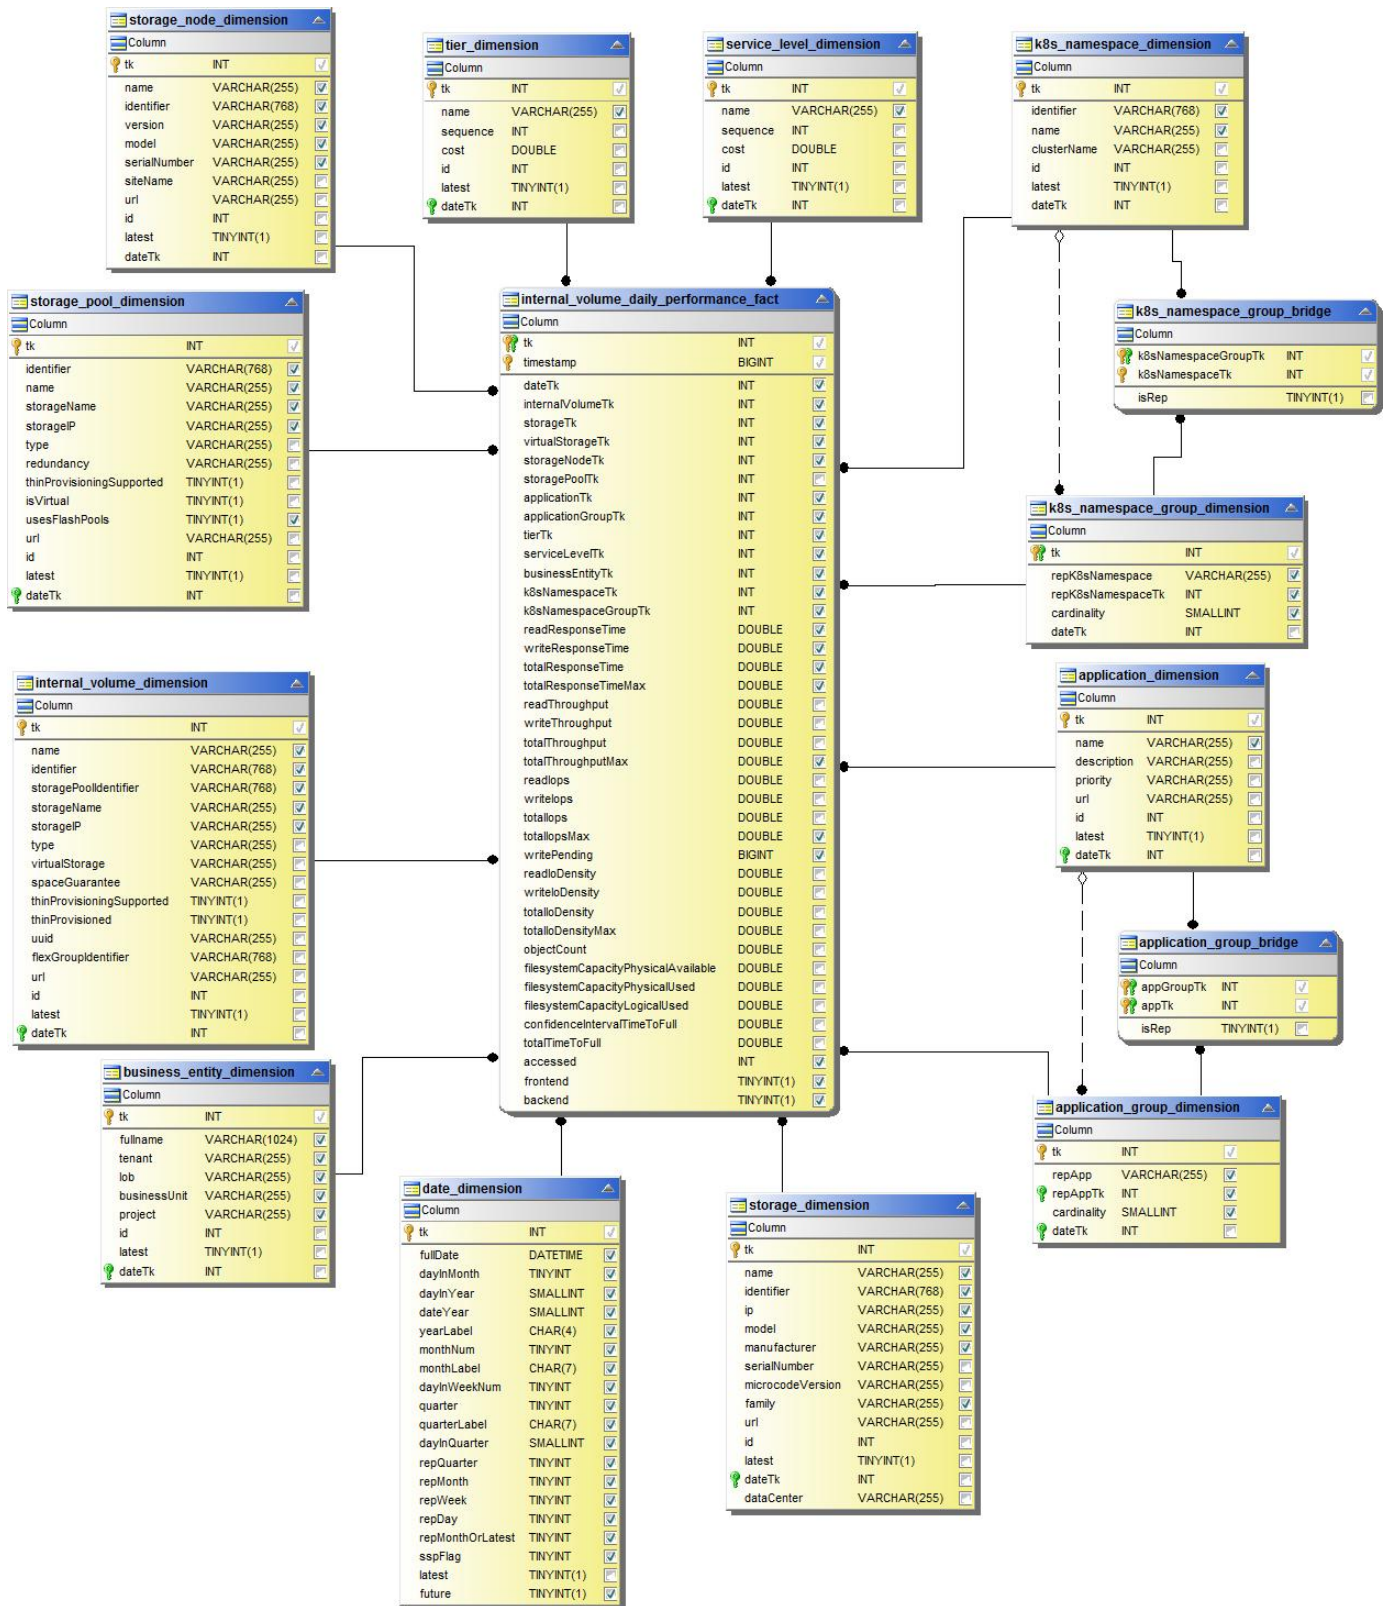 storage_node_dimension
Column
tk INT
name VARCHAR(255)
identifier VARCHAR(768)
version VARCHAR(255)
model VARCHAR(255)
serialNumber VARCHAR(255)
siteName VARCHAR(255)
url VARCHAR(255)
id INT
latest TINYINT(1)
dateTk INT
tier_dimension
Column
tk INT
name VARCHAR(255)
sequence INT
cost DOUBLE
id INT
latest TINYINT(1)
dateTk INT
service_level_dimension
Column
tk INT
name VARCHAR(255)
sequence INT
cost DOUBLE
id INT
latest TINYINT(1)
dateTk INT
k8s_namespace_dimension
Column
tk INT
identifier VARCHAR(768)
name VARCHAR(255)
clusterName VARCHAR(255)
id INT
latest TINYINT(1)
dateTk INT
storage_pool_dimension
Column
tk INT
identifier VARCHAR(768)
name VARCHAR(255)
storageName VARCHAR(255)
storageIP VARCHAR(255)
type VARCHAR(255)
redundancy VARCHAR(255)
thinProvisioningSupported TINYINT(1)
isVirtual TINYINT(1)
usesFlashPools TINYINT(1)
url VARCHAR(255)
id INT
latest TINYINT(1)
dateTk INT
internal_volume_daily_performance_fact
Column
tk INT
timestamp BIGINT
dateTk INT
internalVolumeTk INT
storageTk INT
virtualStorageTk INT
storageNodeTk INT
storagePoolTk INT
applicationTk INT
applicationGroupTk INT
tierTk INT
serviceLevelTk INT
businessEntityTk INT
k8sNamespaceTk INT
k8sNamespaceGroupTk INT
readResponseTime DOUBLE
writeResponseTime DOUBLE
totalResponseTime DOUBLE
totalResponseTimeMax DOUBLE
readThroughput DOUBLE
writeThroughput DOUBLE
totalThroughput DOUBLE
totalThroughputMax DOUBLE
readIops DOUBLE
writeIops DOUBLE
totalIops DOUBLE
totalIopsMax DOUBLE
writePending BIGINT
readIoDensity DOUBLE
writeIoDensity DOUBLE
totalIoDensity DOUBLE
totalIoDensityMax DOUBLE
objectCount DOUBLE
filesystemCapacityPhysicalAvailable DOUBLE
filesystemCapacityPhysicalUsed DOUBLE
filesystemCapacityLogicalUsed DOUBLE
confidenceIntervalTimeToFull DOUBLE
totalTimeToFull DOUBLE
accessed INT
frontend TINYINT(1)
backend TINYINT(1)
k8s_namespace_group_bridge
Column
k8sNamespaceGroupTk INT
k8sNamespaceTk INT
isRep TINYINT(1)
k8s_namespace_group_dimension
Column
tk INT
repK8sNamespace VARCHAR(255)
repK8sNamespaceTk INT
cardinality SMALLINT
dateTk INT
internal_volume_dimension
Column
tk INT
name VARCHAR(255)
identifier VARCHAR(768)
storagePoolIdentifier VARCHAR(768)
storageName VARCHAR(255)
storageIP VARCHAR(255)
type VARCHAR(255)
virtualStorage VARCHAR(255)
spaceGuarantee VARCHAR(255)
thinProvisioningSupported TINYINT(1)
thinProvisioned TINYINT(1)
uuid VARCHAR(255)
flexGroupIdentifier VARCHAR(768)
url VARCHAR(255)
id INT
latest TINYINT(1)
dateTk INT
application_dimension
Column
tk INT
name VARCHAR(255)
description VARCHAR(255)
priority VARCHAR(255)
url VARCHAR(255)
id INT
latest TINYINT(1)
dateTk INT
application_group_bridge
Column
appGroupTk INT
appTk INT
isRep TINYINT(1)
business_entity_dimension
Column
tk INT
fullname VARCHAR(1024)
tenant VARCHAR(255)
lob VARCHAR(255)
businessUnit VARCHAR(255)
project VARCHAR(255)
id INT
latest TINYINT(1)
dateTk INT
application_group_dimension
Column
tk INT
repApp VARCHAR(255)
repAppTk INT
cardinality SMALLINT
dateTk INT
date_dimension
Column
tk INT
fullDate DATETIME
dayInMonth TINYINT
dayInYear SMALLINT
dateYear SMALLINT
yearLabel CHAR(4)
monthNum TINYINT
monthLabel CHAR(7)
dayInWeekNum TINYINT
quarter TINYINT
quarterLabel CHAR(7)
dayInQuarter SMALLINT
repQuarter TINYINT
repMonth TINYINT
repWeek TINYINT
repDay TINYINT
repMonthOrLatest TINYINT
sspFlag TINYINT
latest TINYINT(1)
future TINYINT(1)
storage_dimension
Column
tk INT
name VARCHAR(255)
identifier VARCHAR(768)
ip VARCHAR(255)
model VARCHAR(255)
manufacturer VARCHAR(255)
serialNumber VARCHAR(255)
microcodeVersion VARCHAR(255)
family VARCHAR(255)
url VARCHAR(255)
id INT
latest TINYINT(1)
dateTk INT
dataCenter VARCHAR(255)